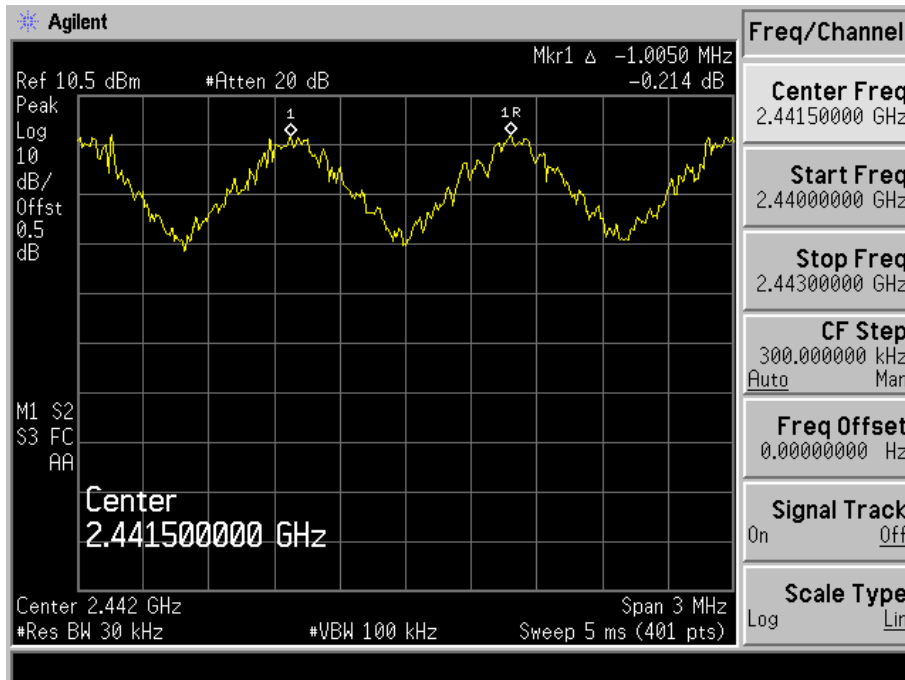 Agilent
Freq/Channel
Mkr1 Δ -1.0050 MHz
Ref 10.5 dBm #Atten 20 dB -0.214 dB
Peak
Log
10
dB/
Offst
0.5
dB
1
1R
M1 S2
S3 FC
AA
Center
2.441500000 GHz
Center 2.442 GHz Span 3 MHz
#Res BW 30 kHz #VBW 100 kHz Sweep 5 ms (401 pts)
Center Freq
2.44150000 GHz
Start Freq
2.44000000 GHz
Stop Freq
2.44300000 GHz
CF Step
300.000000 kHz
Auto Man
Freq Offset
0.00000000 Hz
Signal Track
On Off
Scale Type
Log Lin